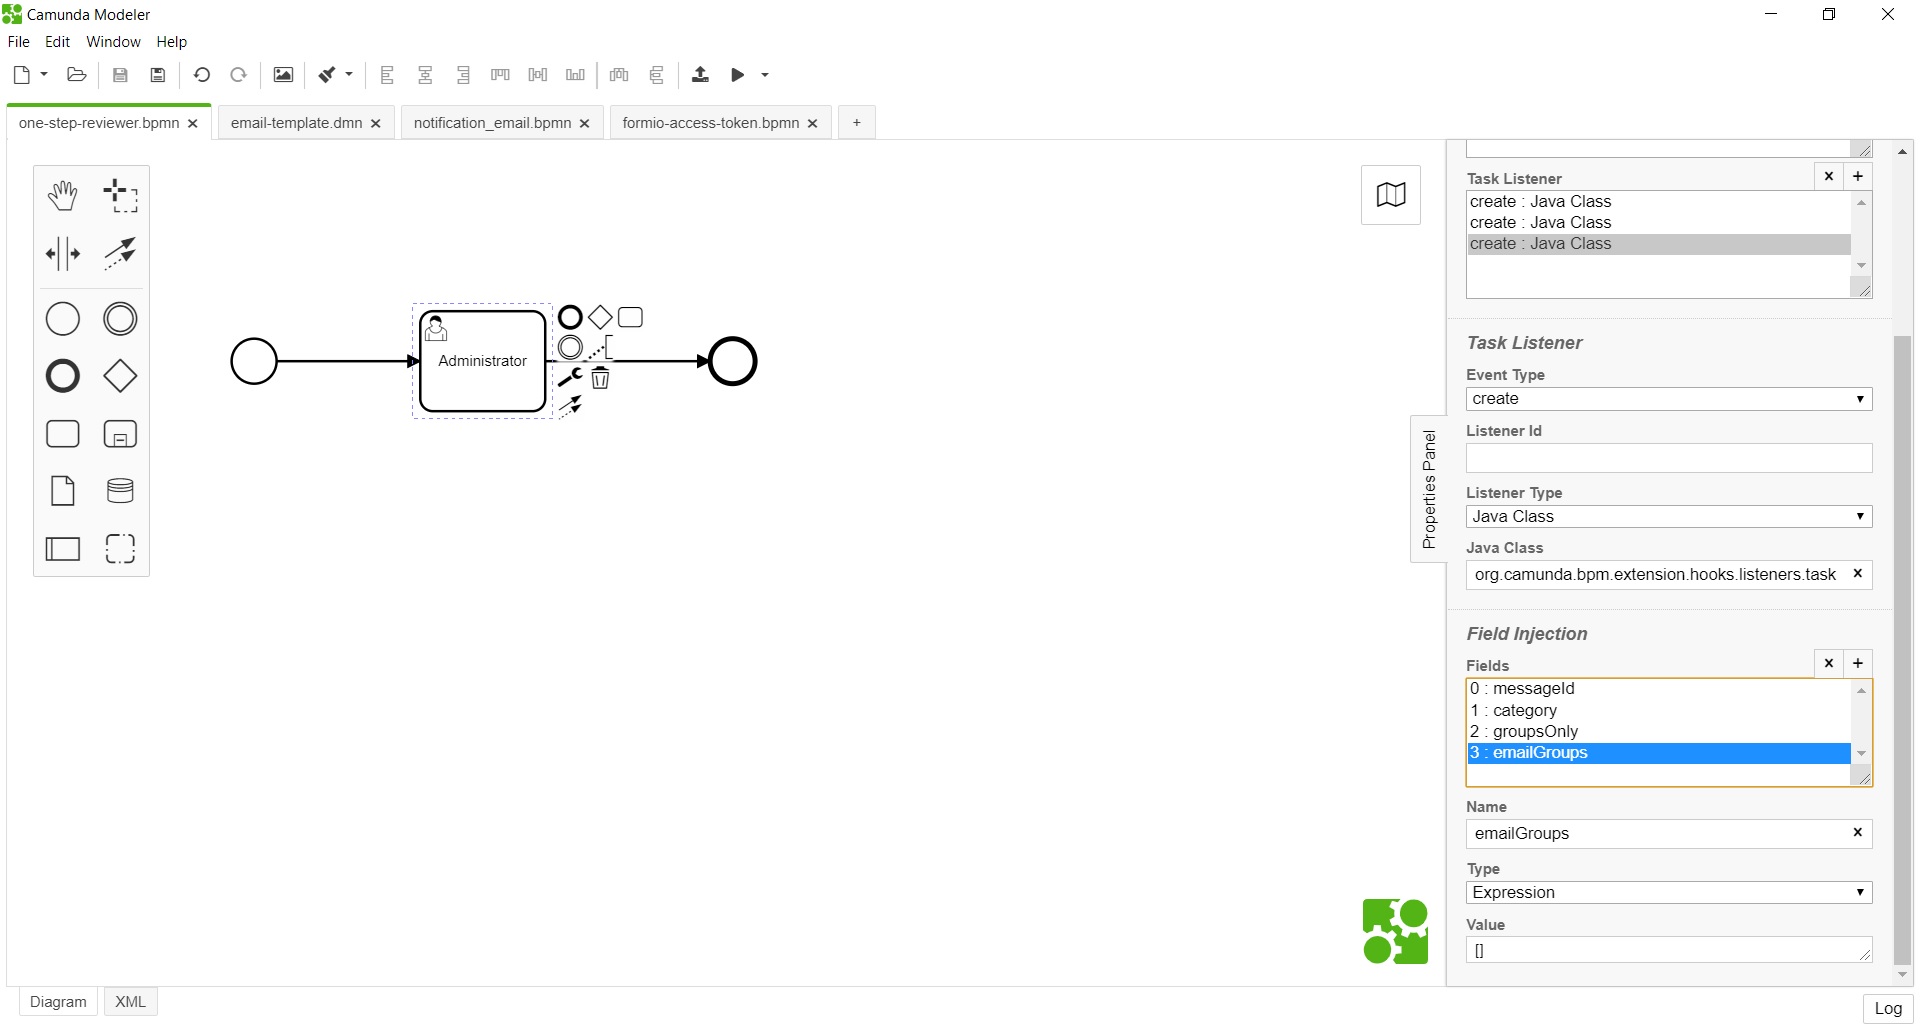 Camunda Modeler
File Edit Window Help
one-step-reviewer.bpmn × email-template.dmn × notification_email.bpmn × formio-access-token.bpmn × +
Administrator
Properties Panel
Task Listener × +
create : Java Class
create : Java Class
create : Java Class
Task Listener
Event Type
create
Listener Id
Listener Type
Java Class
Java Class
org.camunda.bpm.extension.hooks.listeners.task ×
Field Injection
Fields × +
0 : messageId
1 : category
2 : groupsOnly
3 : emailGroups
Name
emailGroups ×
Type
Expression
Value
[]
Diagram XML
Log